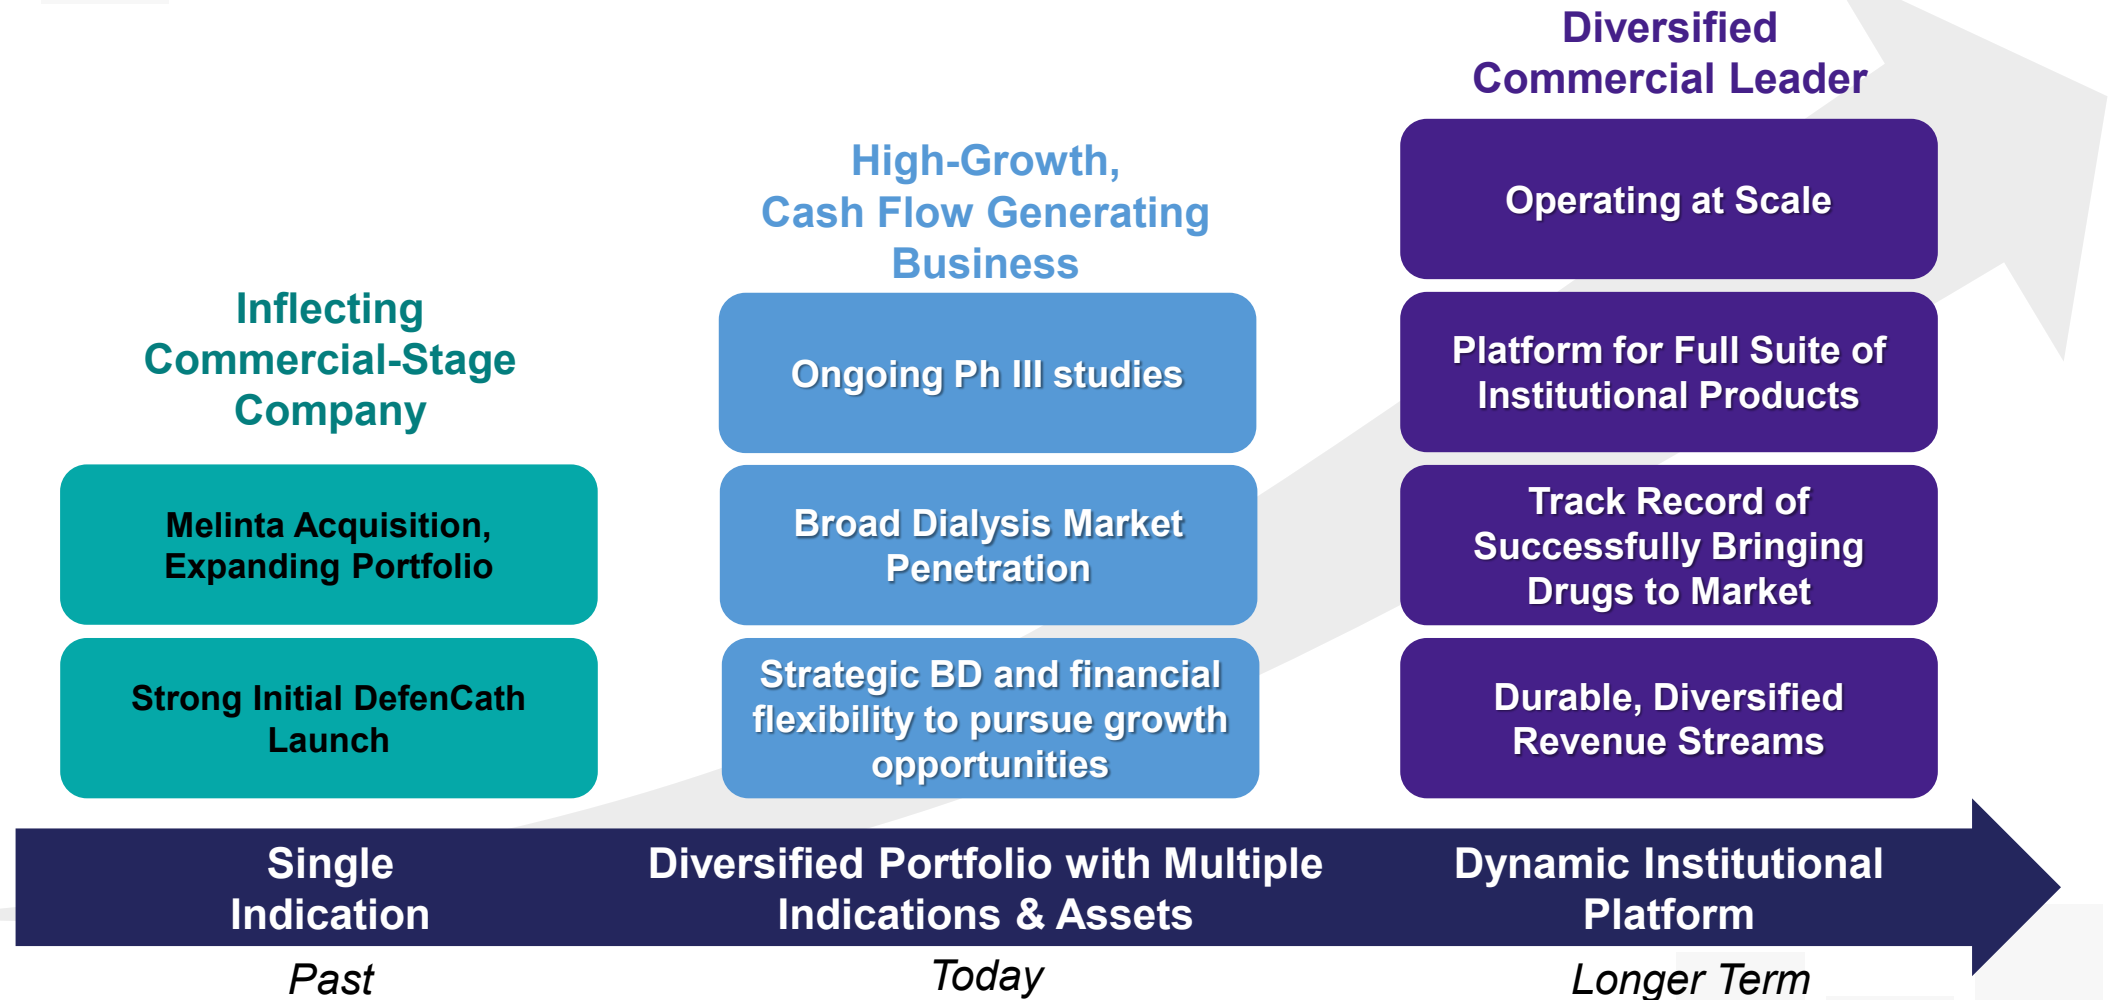 Inflecting
Commercial-Stage
Company
Melinta Acquisition,
Expanding Portfolio
Strong Initial DefenCath
Launch
High-Growth,
Cash Flow Generating
Business
Ongoing Ph III studies
Broad Dialysis Market
Penetration
Strategic BD and financial
flexibility to pursue growth
opportunities
Diversified
Commercial Leader
Operating at Scale
Platform for Full Suite of
Institutional Products
Track Record of
Successfully Bringing
Drugs to Market
Durable, Diversified
Revenue Streams
Single
Indication
Diversified Portfolio with Multiple
Indications & Assets
Dynamic Institutional
Platform
Past
Today
Longer Term